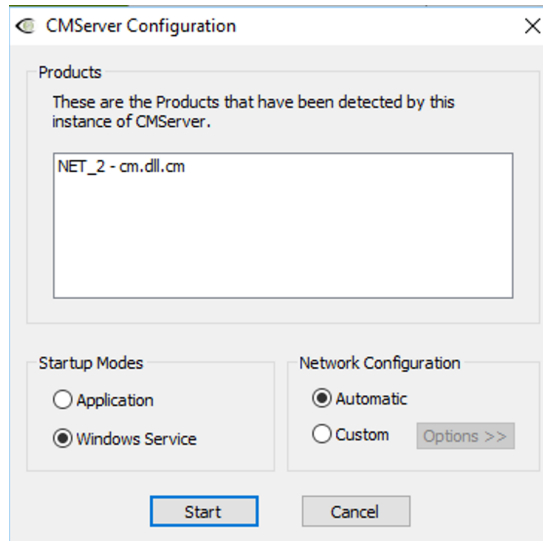 CMServer Configuration
Products
These are the Products that have been detected by this
instance of CMServer.
NET_2 - cm.dll.cm
Startup Modes
Application
Windows Service
Network Configuration
Automatic
Custom
Options >>
Start
Cancel